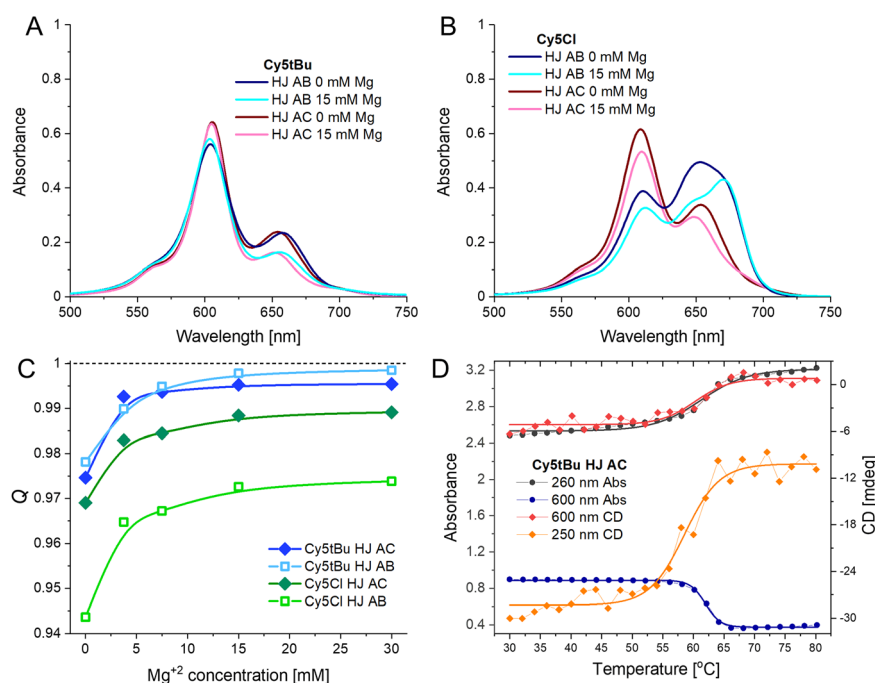 A
Cy5tBu
HJ AB 0 mM Mg
HJ AB 15 mM Mg
HJ AC 0 mM Mg
HJ AC 15 mM Mg
Absorbance
1
0.8
0.6
0.4
0.2
0
500 550 600 650 700 750
Wavelength [nm]
B
Cy5Cl
HJ AB 0 mM Mg
HJ AB 15 mM Mg
HJ AC 0 mM Mg
HJ AC 15 mM Mg
Absorbance
1
0.8
0.6
0.4
0.2
0
500 550 600 650 700 750
Wavelength [nm]
C
Q
1
0.99
0.98
0.97
0.96
0.95
0.94
Cy5tBu HJ AC
Cy5tBu HJ AB
Cy5Cl HJ AC
Cy5Cl HJ AB
0 5 10 15 20 25 30
Mg+2 concentration [mM]
D
Absorbance
3.2
2.8
2.4
2
1.6
1.2
0.8
0.4
Cy5tBu HJ AC
260 nm Abs
600 nm Abs
600 nm CD
250 nm CD
0
-6
-12
-18
-24
-30
CD [mdeg]
30 35 40 45 50 55 60 65 70 75 80
Temperature [°C]